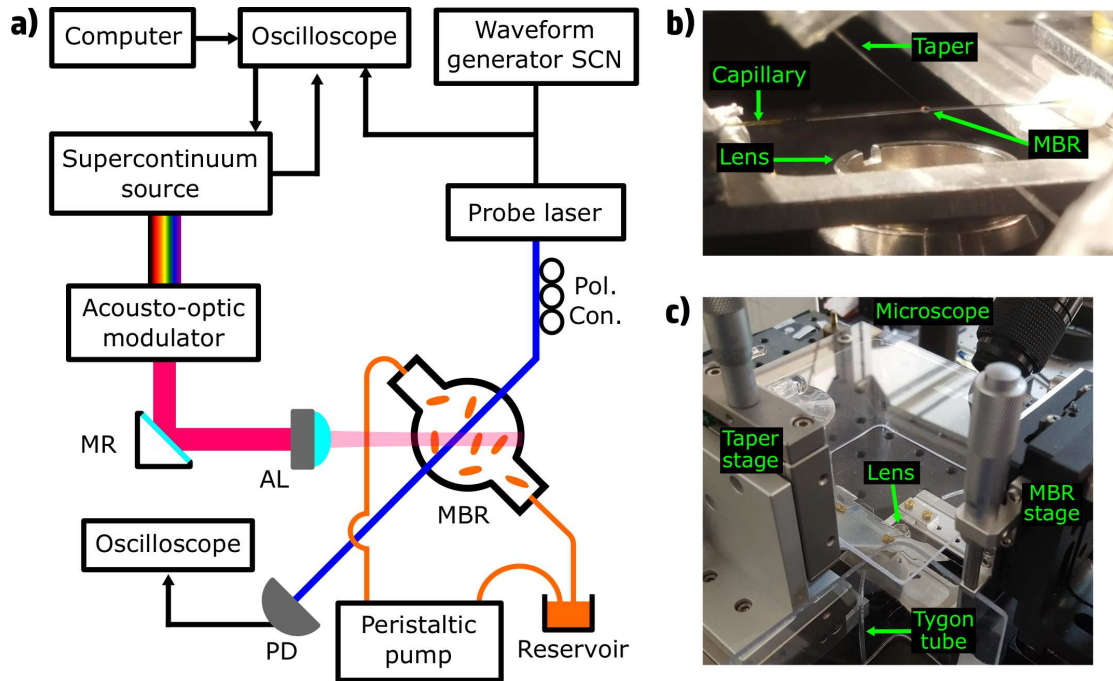 a)
Computer
Oscilloscope
Waveform
generator SCN
Supercontinuum
source
Probe laser
Acousto-optic
modulator
Pol.
Con.
MR
AL
MBR
Oscilloscope
PD
Peristaltic
pump
Reservoir
b)
Taper
Capillary
Lens
MBR
c)
Microscope
Taper
stage
Lens
MBR
stage
Tygon
tube